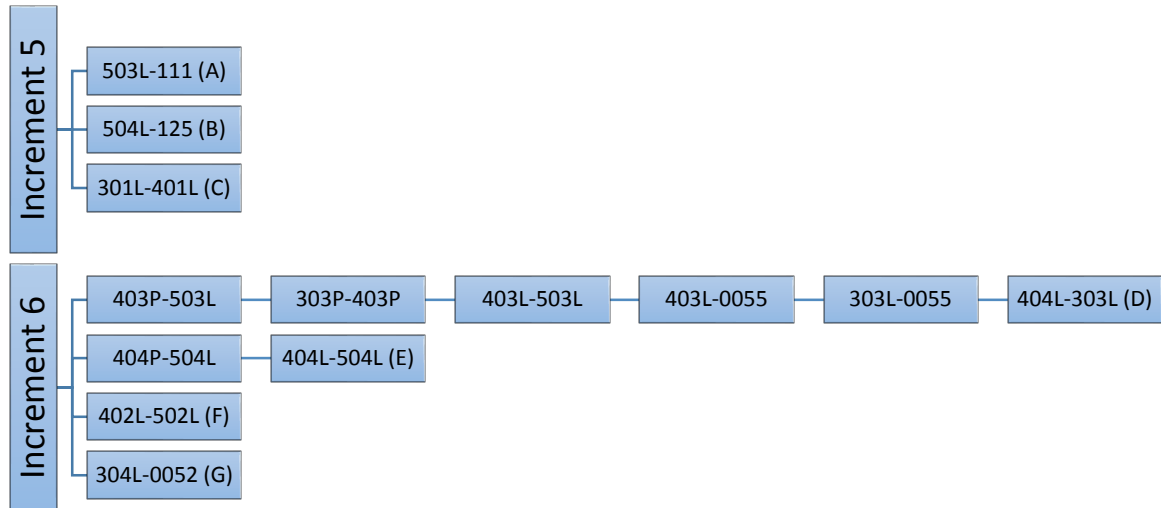 Increment 5
503L-111 (A)
504L-125 (B)
301L-401L (C)
Increment 6
403P-503L
303P-403P
403L-503L
403L-0055
303L-0055
404L-303L (D)
404P-504L
404L-504L (E)
402L-502L (F)
304L-0052 (G)